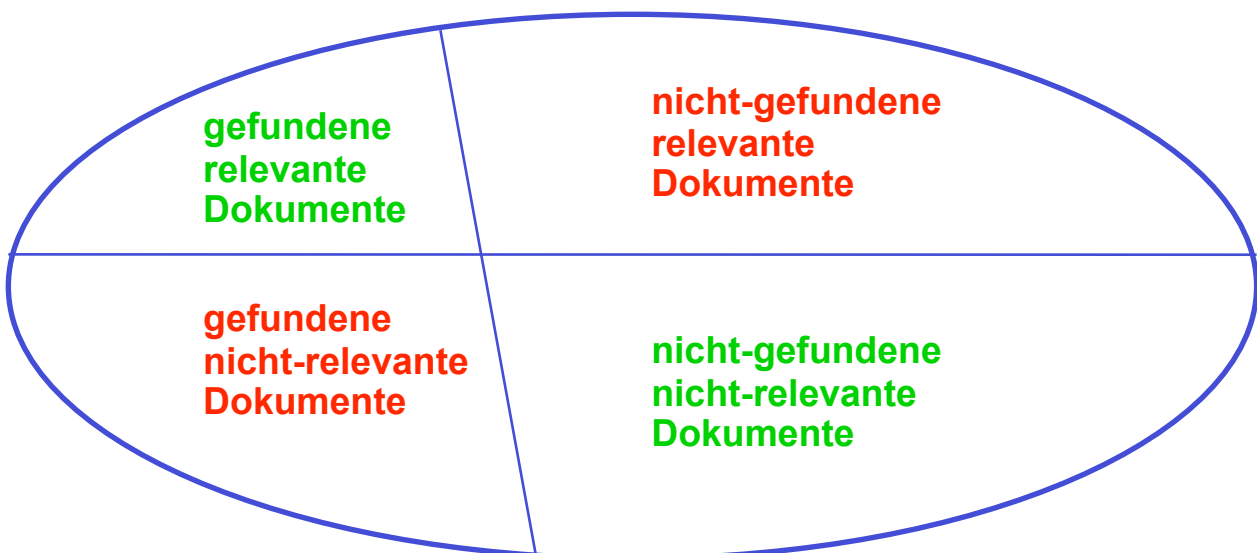 gefundene
relevante
Dokumente
nicht-gefundene
relevante
Dokumente
gefundene
nicht-relevante
Dokumente
nicht-gefundene
nicht-relevante
Dokumente